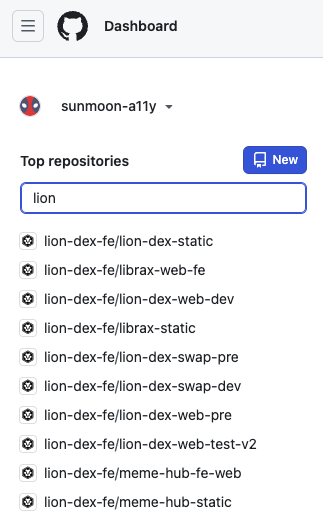 Dashboard
sunmoon-a11y
Top repositories
New
lion
lion-dex-fe/lion-dex-static
lion-dex-fe/librax-web-fe
lion-dex-fe/lion-dex-web-dev
lion-dex-fe/librax-static
lion-dex-fe/lion-dex-swap-pre
lion-dex-fe/lion-dex-swap-dev
lion-dex-fe/lion-dex-web-pre
lion-dex-fe/lion-dex-web-test-v2
lion-dex-fe/meme-hub-fe-web
lion-dex-fe/meme-hub-static